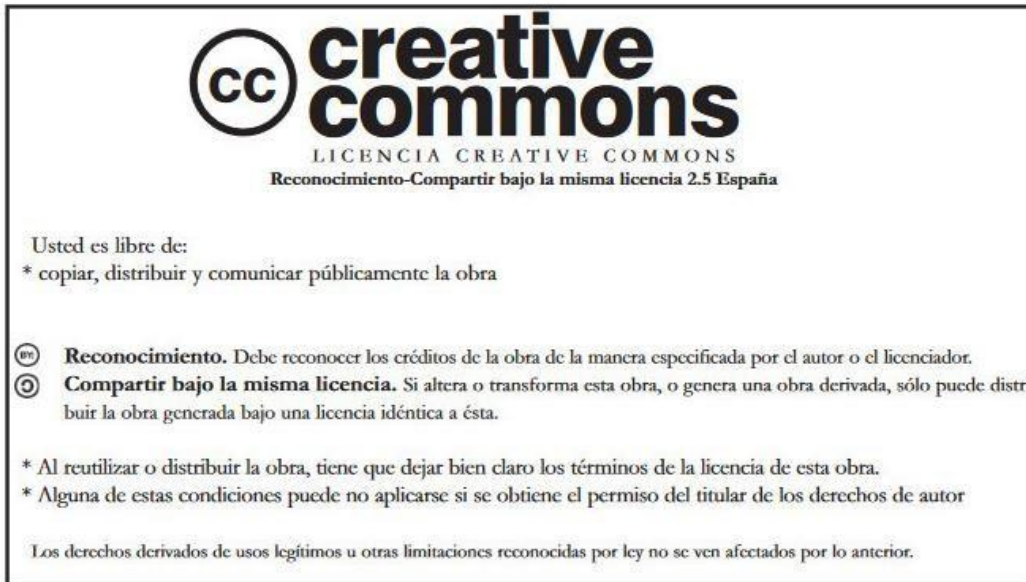 cc creative
commons
LICENCIA CREATIVE COMMONS
Reconocimiento-Compartir bajo la misma licencia 2.5 España
Usted es libre de:
* copiar, distribuir y comunicar públicamente la obra
BY: Reconocimiento. Debe reconocer los créditos de la obra de la manera especificada por el autor o el licenciador.
Compartir bajo la misma licencia. Si altera o transforma esta obra, o genera una obra derivada, sólo puede distr
buir la obra generada bajo una licencia idéntica a ésta.
* Al reutilizar o distribuir la obra, tiene que dejar bien claro los términos de la licencia de esta obra.
* Alguna de estas condiciones puede no aplicarse si se obtiene el permiso del titular de los derechos de autor
Los derechos derivados de usos legítimos u otras limitaciones reconocidas por ley no se ven afectados por lo anterior.